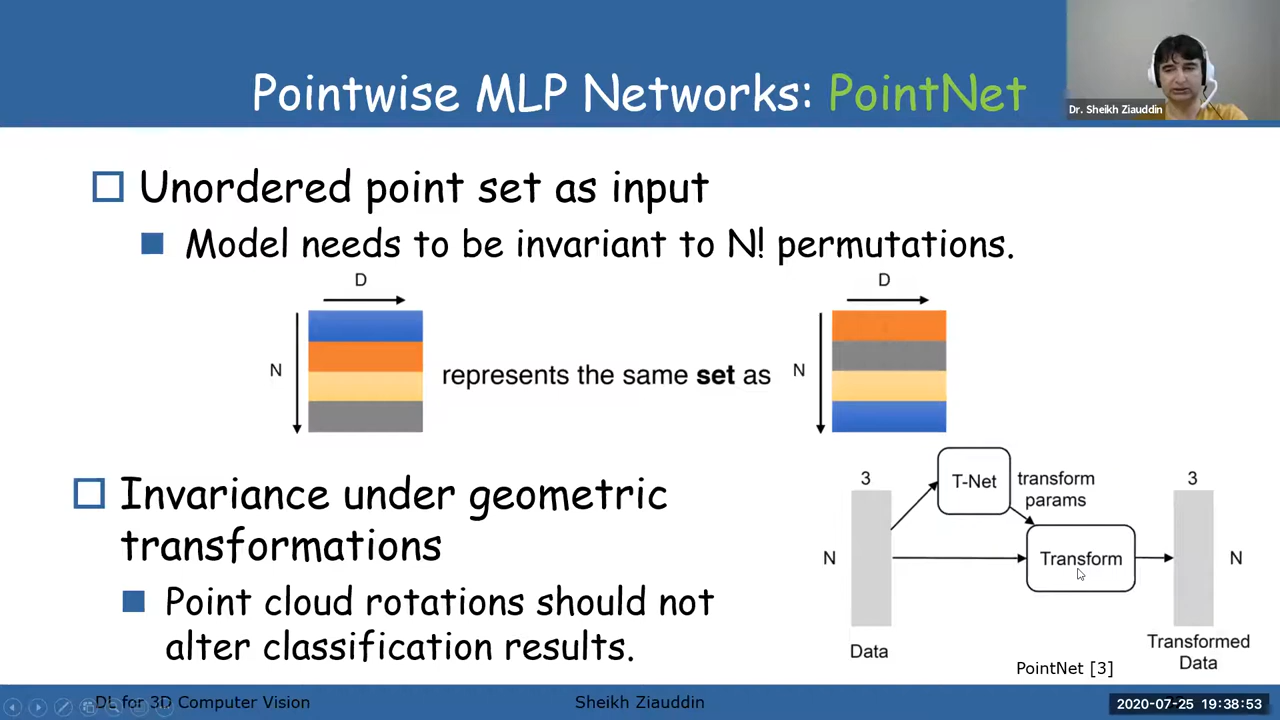 Pointwise MLP Networks: PointNet
Dr. Sheikh Ziauddin
Unordered point set as input
Model needs to be invariant to N! permutations.
D
N
represents the same set as
D
N
Invariance under geometric
transformations
Point cloud rotations should not
alter classification results.
3
N
Data
T-Net
transform
params
Transform
3
N
Transformed
Data
PointNet [3]
DL for 3D Computer Vision
Sheikh Ziauddin
2020-07-25 19:38:53